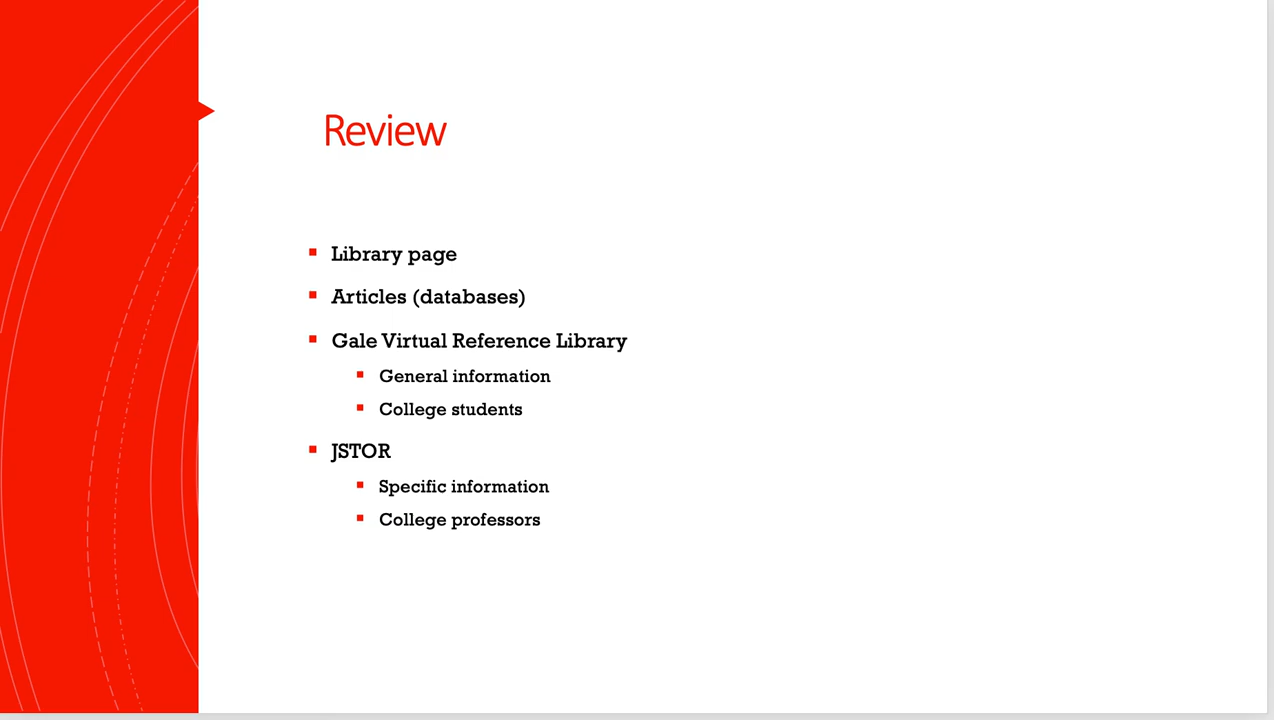 Review
Library page
Articles (databases)
Gale Virtual Reference Library
General information
College students
JSTOR
Specific information
College professors